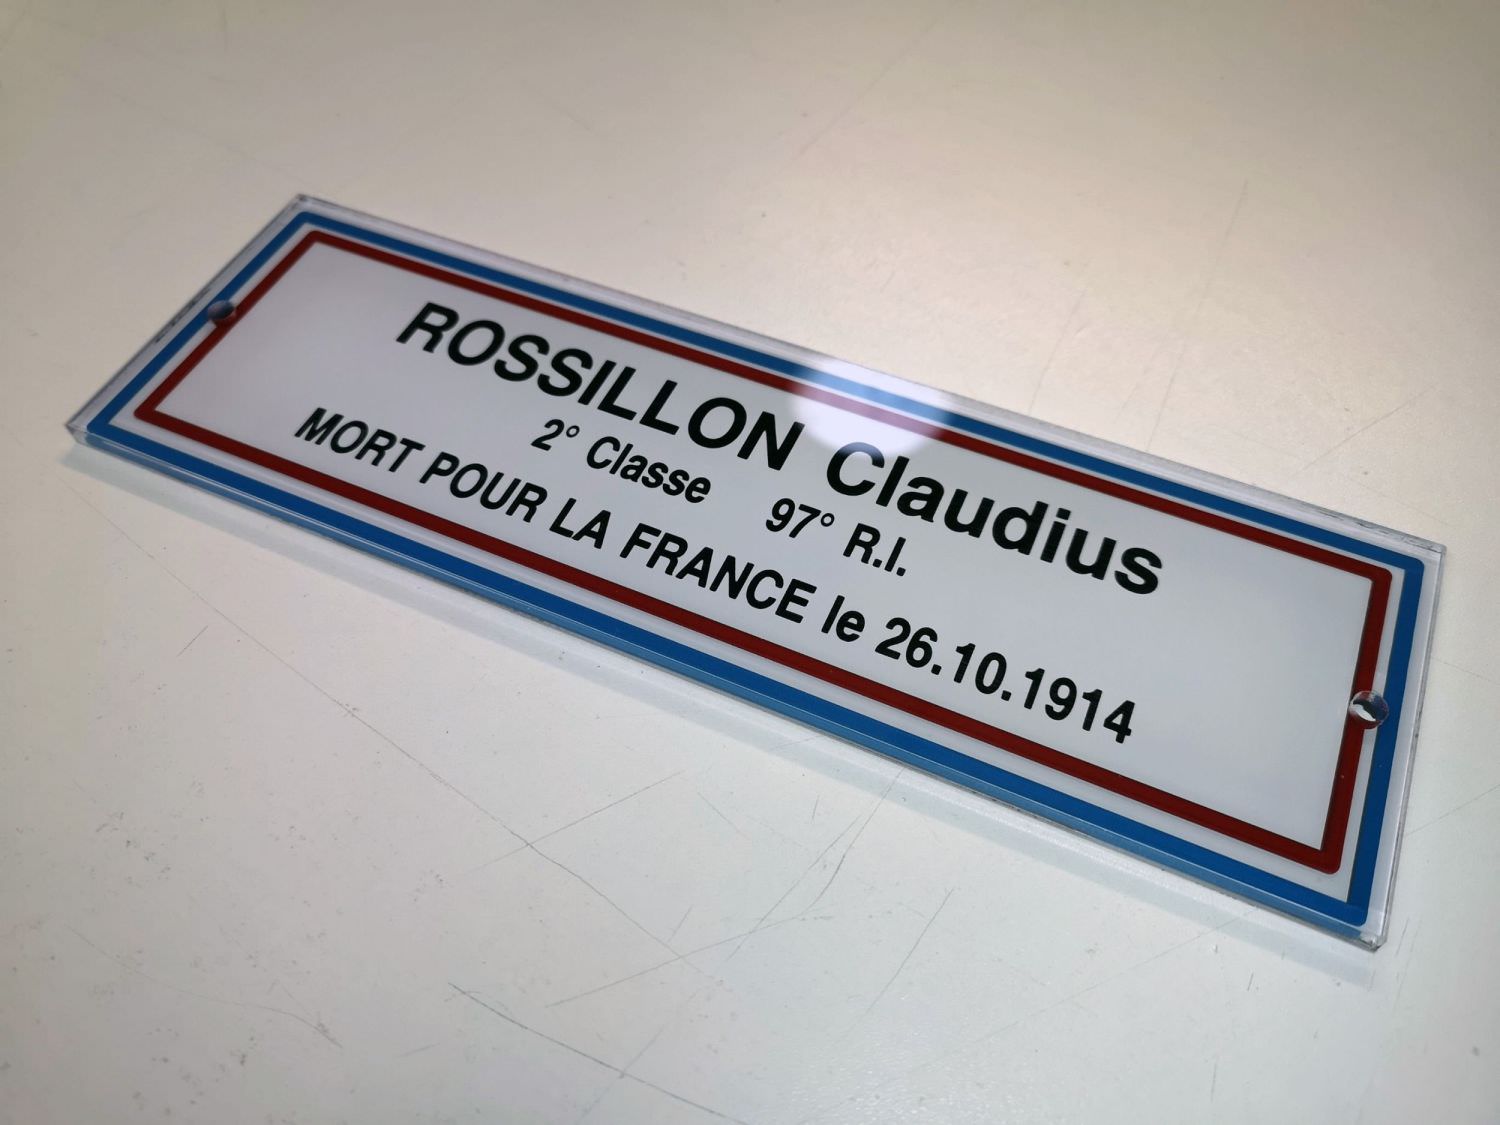 ROSSILLON Claudius
2° Classe 97° R.I.
MORT POUR LA FRANCE le 26.10.1914